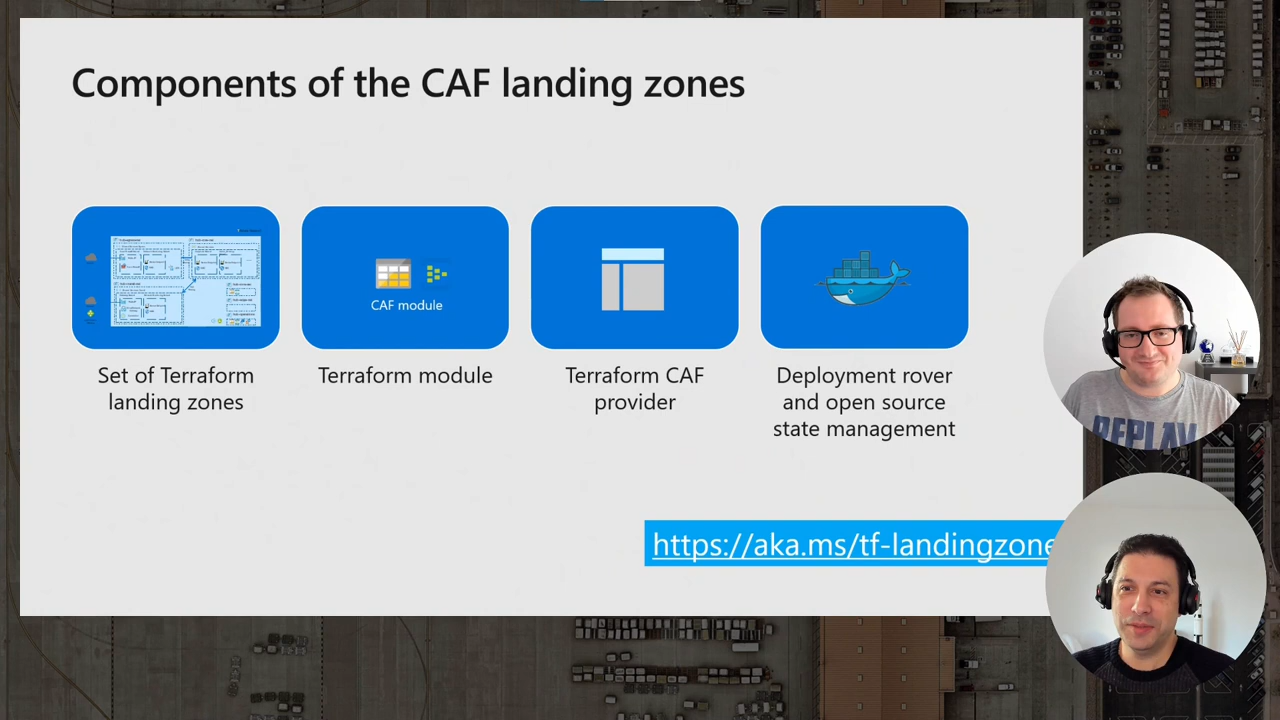 Components of the CAF landing zones
CAF module
Set of Terraform
landing zones
Terraform module
Terraform CAF
provider
Deployment rover
and open source
state management
https://aka.ms/tf-landingzone
REPLAY